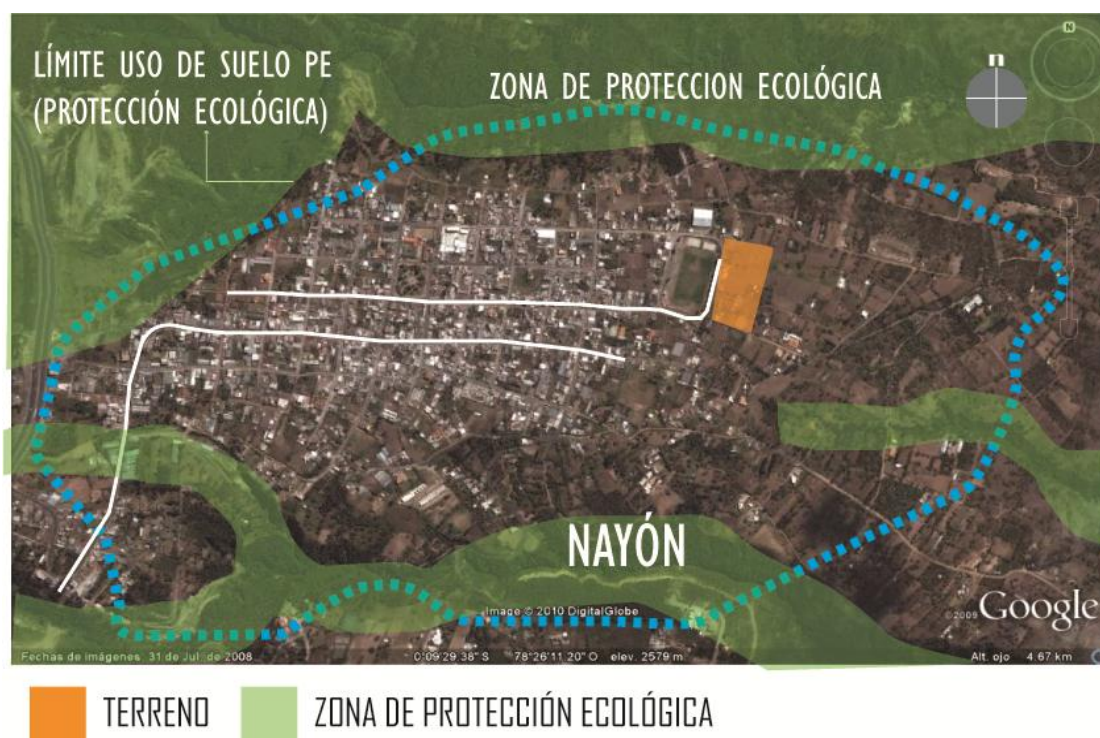 LÍMITE USO DE SUELO PE
(PROTECCIÓN ECOLÓGICA)
ZONA DE PROTECCION ECOLÓGICA
N
n
NAYÓN
Image © 2010 DigitalGlobe
©2009 Google
Fechas de imágenes: 31 de Jul. de 2008
0°09'29.38" S 78°26'11.20" O elev. 2579 m
Alt. ojo 4.67 km
TERRENO
ZONA DE PROTECCIÓN ECOLÓGICA